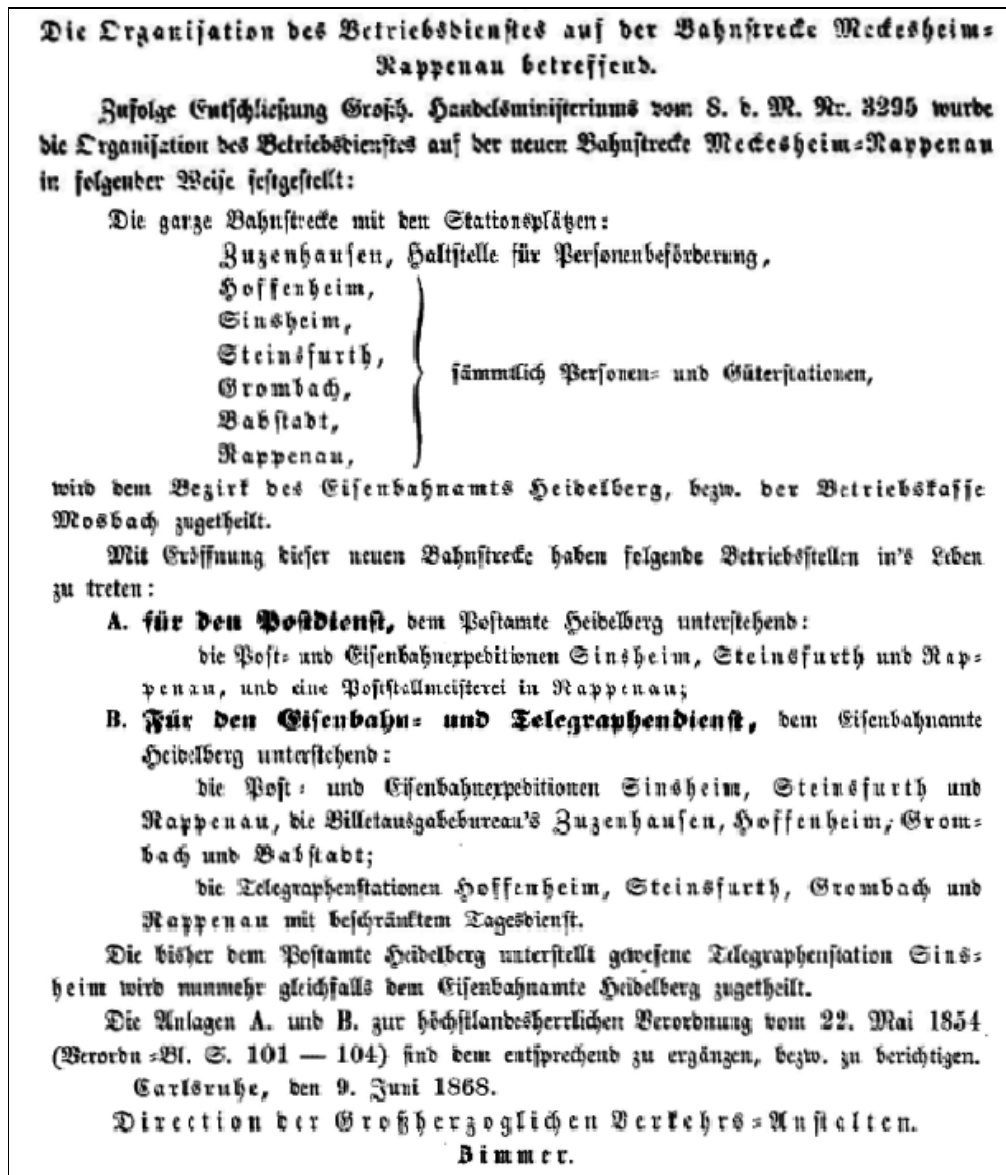 Die Organisation des Betriebsdienstes auf der Bahnstrecke Meckesheim=
Rappenau betreffend.
Zufolge Entschließung Großh. Handelsministeriums vom 8. d. M. Nr. 3295 wurde
die Organisation des Betriebsdienstes auf der neuen Bahnstrecke Meckesheim=Rappenau
in folgender Weise festgestellt:
Die ganze Bahnstrecke mit den Stationsplätzen:
Zuzenhausen, Haltstelle für Personenbeförderung,
Hoffenheim,
Sinsheim,
Steinsfurth,
Grombach,
Babstadt,
Rappenau,
sämmtlich Personen= und Güterstationen,
wird dem Bezirk des Eisenbahnamts Heidelberg, bezw. der Betriebskasse
Mosbach zugetheilt.
Mit Eröffnung dieser neuen Bahnstrecke haben folgende Betriebsstellen in's Leben
zu treten:
A. für den Postdienst, dem Postamte Heidelberg unterstehend:
die Post= und Eisenbahnexpeditionen Sinsheim, Steinsfurth und Rap=
penau, und eine Poststallmeisterei in Rappenau;
B. Für den Eisenbahn= und Telegraphendienst, dem Eisenbahnamte
Heidelberg unterstehend:
die Post= und Eisenbahnexpeditionen Sinsheim, Steinsfurth und
Rappenau, die Billetausgabebureau's Zuzenhausen, Hoffenheim, Grom=
bach und Babstadt;
die Telegraphenstationen Hoffenheim, Steinsfurth, Grombach und
Rappenau mit beschränktem Tagesdienst.
Die bisher dem Postamte Heidelberg unterstellt gewesene Telegraphenstation Sins=
heim wird nunmehr gleichfalls dem Eisenbahnamte Heidelberg zugetheilt.
Die Anlagen A. und B. zur höchstlandesherrlichen Verordnung vom 22. Mai 1854
(Verordn=Bl. S. 101 — 104) sind dem entsprechend zu ergänzen, bezw. zu berichtigen.
Carlsruhe, den 9. Juni 1868.
Direction der Großherzoglichen Verkehrs=Anstalten.
Zimmer.